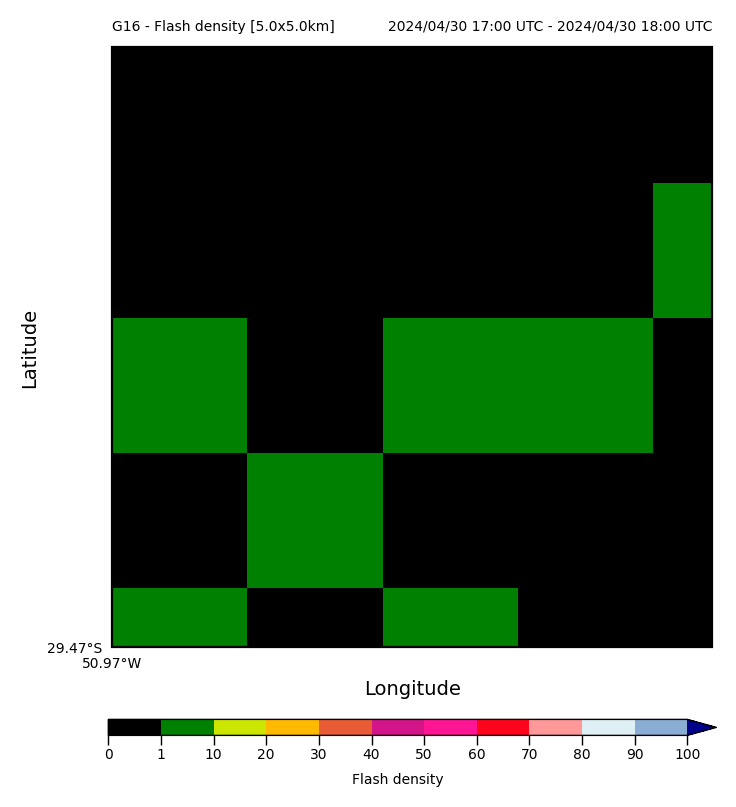 G16 - Flash density [5.0x5.0km] 2024/04/30 17:00 UTC - 2024/04/30 18:00 UTC
Latitude
29.47°S
50.97°W
Longitude
0 1 10 20 30 40 50 60 70 80 90 100
Flash density